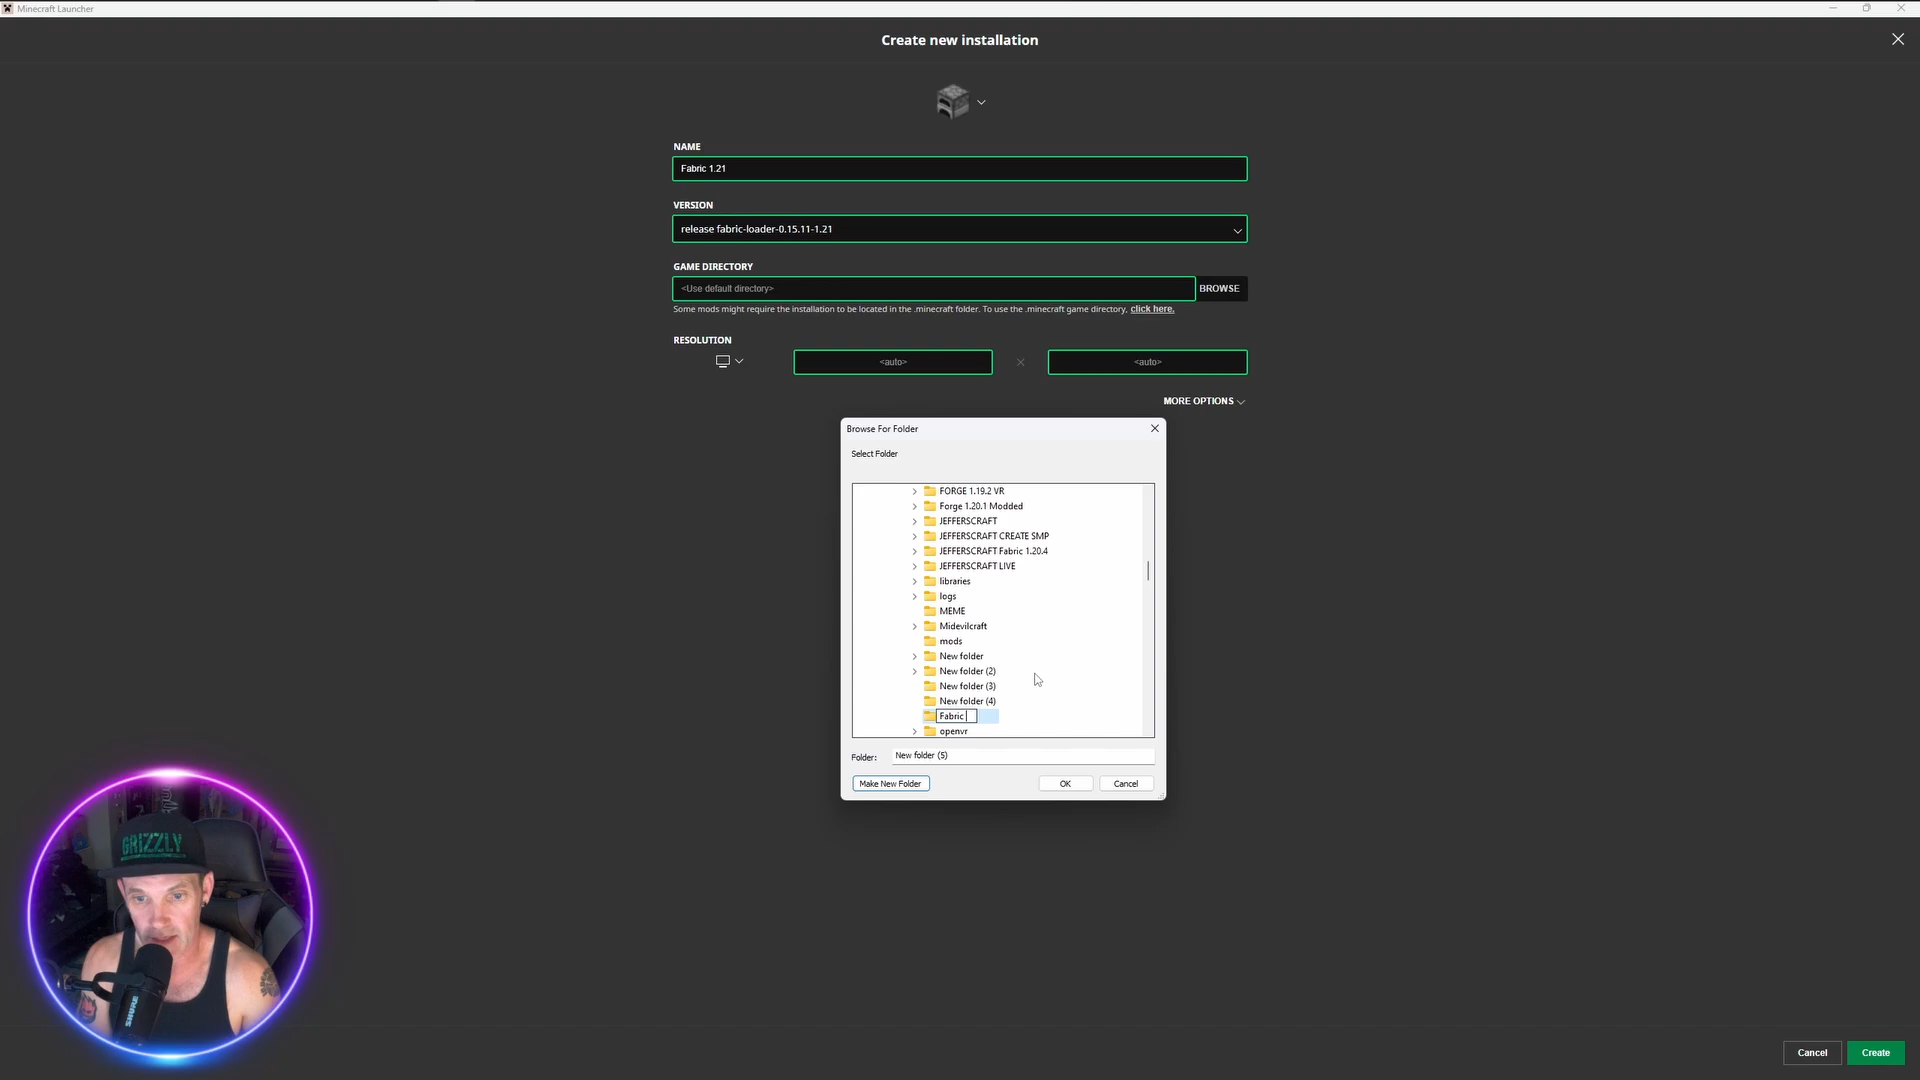 Minecraft Launcher
Create new installation
NAME
Fabric 1.21
VERSION
release fabric-loader-0.15.11-1.21
GAME DIRECTORY
<Use default directory>
BROWSE
Some mods might require the installation to be located in the .minecraft folder. To use the .minecraft game directory, click here.
RESOLUTION
<auto>
<auto>
MORE OPTIONS
Browse For Folder
Select Folder
FORGE 1.19.2 VR
Forge 1.20.1 Modded
JEFFERSCRAFT
JEFFERSCRAFT CREATE SMP
JEFFERSCRAFT Fabric 1.20.4
JEFFERSCRAFT LIVE
libraries
logs
MEME
Midevilcraft
mods
New folder
New folder (2)
New folder (3)
New folder (4)
Fabric
openvr
Folder:
New folder (5)
Make New Folder
OK
Cancel
GRIZZLY
SHURE
Cancel
Create